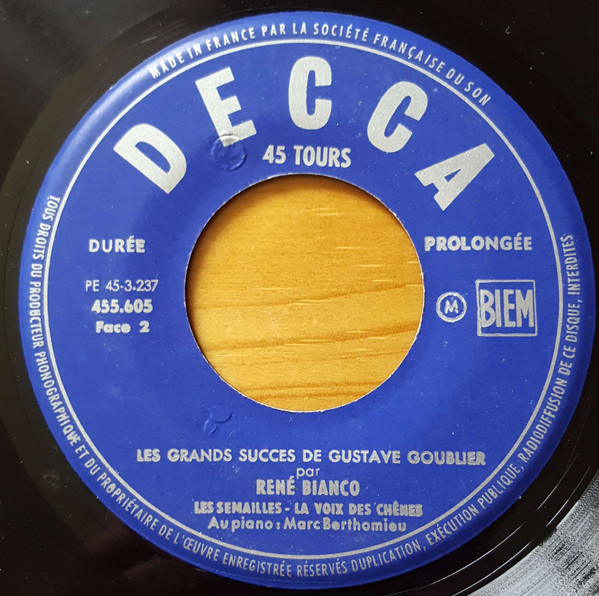 MADE IN FRANCE PAR LA SOCIÉTÉ FRANÇAISE DU SON
DECCA
45 TOURS
DURÉE PROLONGÉE
PE 45-3.237
455.605
Face 2
M BIEM
LES GRANDS SUCCES DE GUSTAVE GOUBLIER
par
RENÉ BIANCO
LES SEMAILLES - LA VOIX DES CHÊNES
Au piano : Marc Berthomieu
TOUS DROITS DU PRODUCTEUR PHONOGRAPHIQUE ET DU PROPRIÉTAIRE DE L'ŒUVRE ENREGISTRÉE RÉSERVÉS DUPLICATION, EXÉCUTION PUBLIQUE, RADIODIFFUSION DE CE DISQUE, INTERDITES